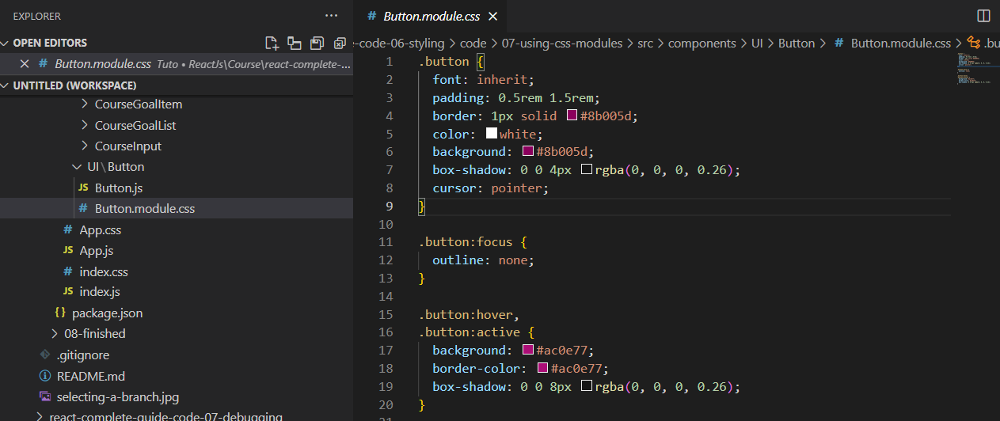 EXPLORER ...
OPEN EDITORS
Button.module.css Tuto • ReactJs\Course\react-complete-...
UNTITLED (WORKSPACE)
CourseGoalItem
CourseGoalList
CourseInput
UI\Button
JS Button.js
# Button.module.css
# App.css
JS App.js
# index.css
JS index.js
{} package.json
08-finished
.gitignore
README.md
selecting-a-branch.jpg
react-complete-guide-code-07-debugging
# Button.module.css
e-code-06-styling > code > 07-using-css-modules > src > components > UI > Button > # Button.module.css > .bu
1 .button {
2 font: inherit;
3 padding: 0.5rem 1.5rem;
4 border: 1px solid #8b005d;
5 color: white;
6 background: #8b005d;
7 box-shadow: 0 0 4px rgba(0, 0, 0, 0.26);
8 cursor: pointer;
9 }
10
11 .button:focus {
12 outline: none;
13 }
14
15 .button:hover,
16 .button:active {
17 background: #ac0e77;
18 border-color: #ac0e77;
19 box-shadow: 0 0 8px rgba(0, 0, 0, 0.26);
20 }